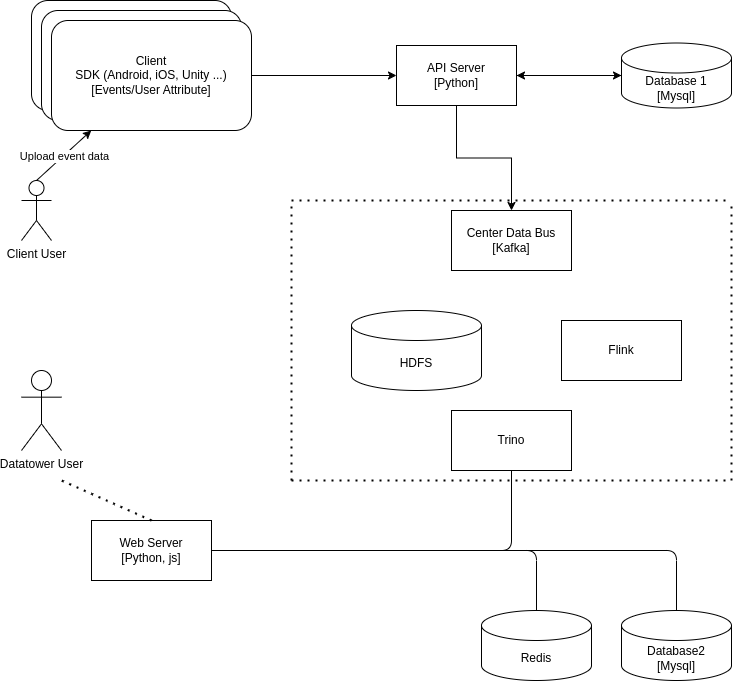 Client
SDK (Android, iOS, Unity ...)
[Events/User Attribute]
API Server
[Python]
Database 1
[Mysql]
Upload event data
Client User
Center Data Bus
[Kafka]
HDFS
Flink
Trino
Datatower User
Web Server
[Python, js]
Redis
Database2
[Mysql]